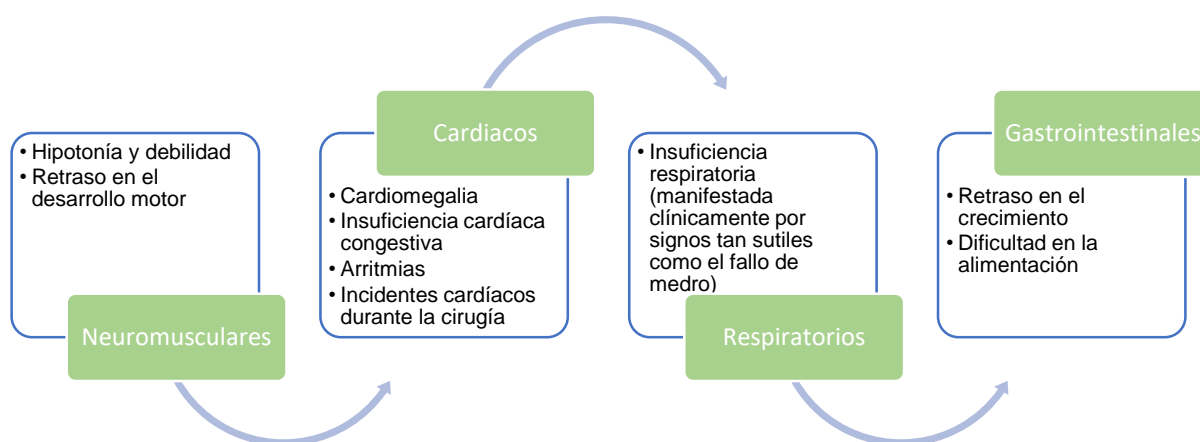 • Hipotonía y debilidad
• Retraso en el
desarrollo motor
Neuromusculares
Cardiacos
• Cardiomegalia
• Insuficiencia cardíaca
congestiva
• Arritmias
• Incidentes cardíacos
durante la cirugía
• Insuficiencia
respiratoria
(manifestada
clínicamente por
signos tan sutiles
como el fallo de
medro)
Respiratorios
Gastrointestinales
• Retraso en el
crecimiento
• Dificultad en la
alimentación